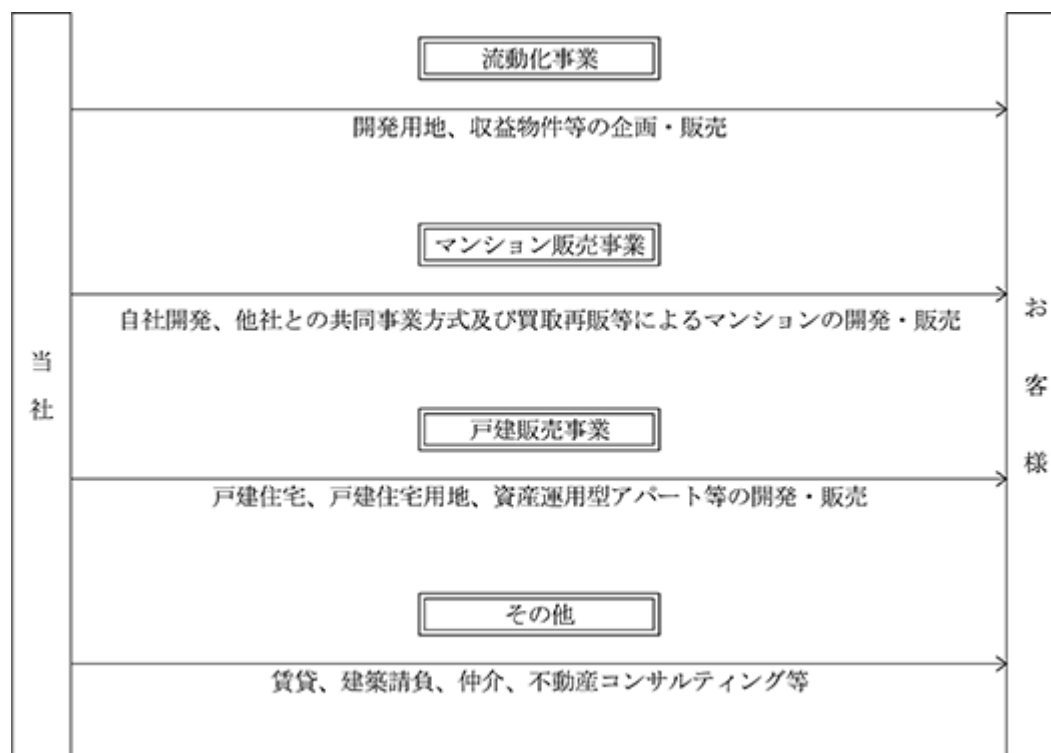 流動化事業
開発用地、収益物件等の企画・販売
マンション販売事業
自社開発、他社との共同事業方式及び買取再販等によるマンションの開発・販売
当社
お客様
戸建販売事業
戸建住宅、戸建住宅用地、資産運用型アパート等の開発・販売
その他
賃貸、建築請負、仲介、不動産コンサルティング等